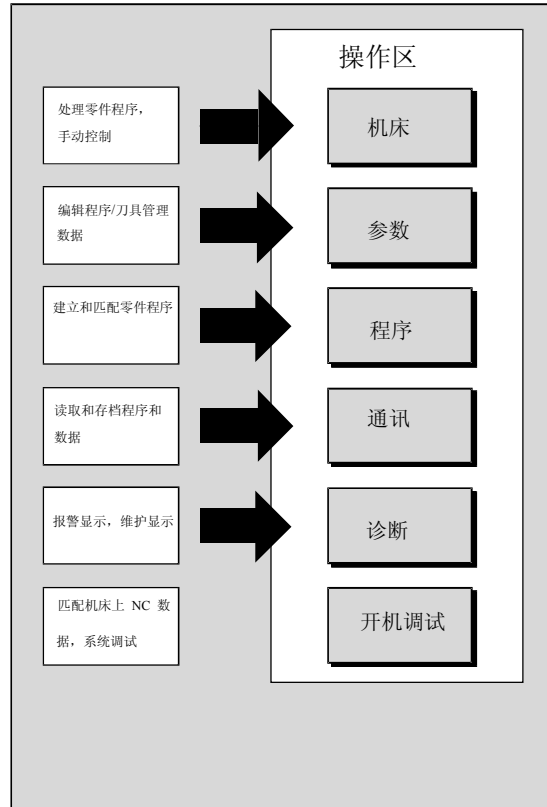 操作区
处理零件程序，
手动控制
机床
编辑程序/刀具管理
数据
参数
建立和匹配零件程序
程序
读取和存档程序和
数据
通讯
报警显示，维护显示
诊断
匹配机床上 NC 数
据，系统调试
开机调试